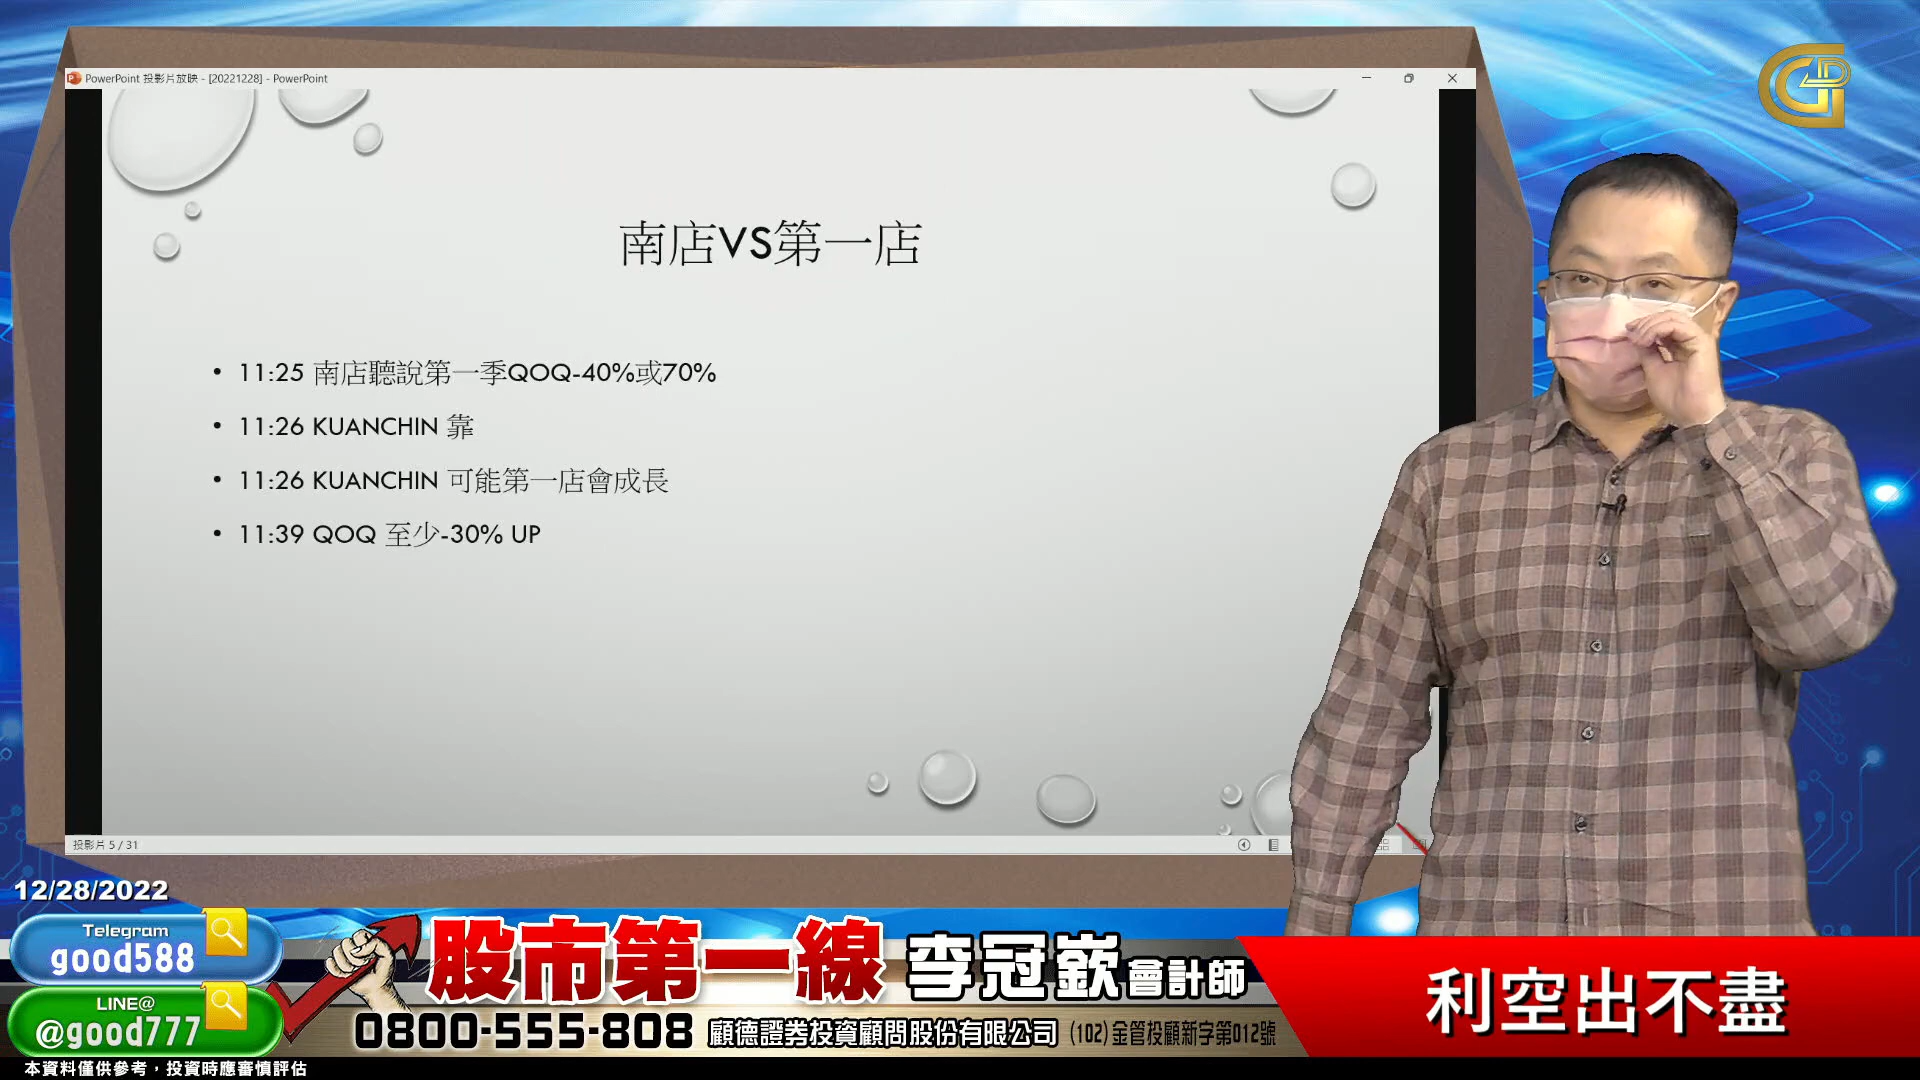 PowerPoint 投影片放映 - [20221228] - PowerPoint
南店VS第一店
• 11:25 南店聽說第一季QOQ-40%或70%
• 11:26 KUANCHIN 靠
• 11:26 KUANCHIN 可能第一店會成長
• 11:39 QOQ 至少-30% UP
投影片 5 / 31
12/28/2022
Telegram
good588
LINE@
@good777
股市第一線 李冠嶔 會計師
0800-555-808 顧德證券投資顧問股份有限公司 (102)金管投顧新字第012號
利空出不盡
本資料僅供參考，投資時應審慎評估